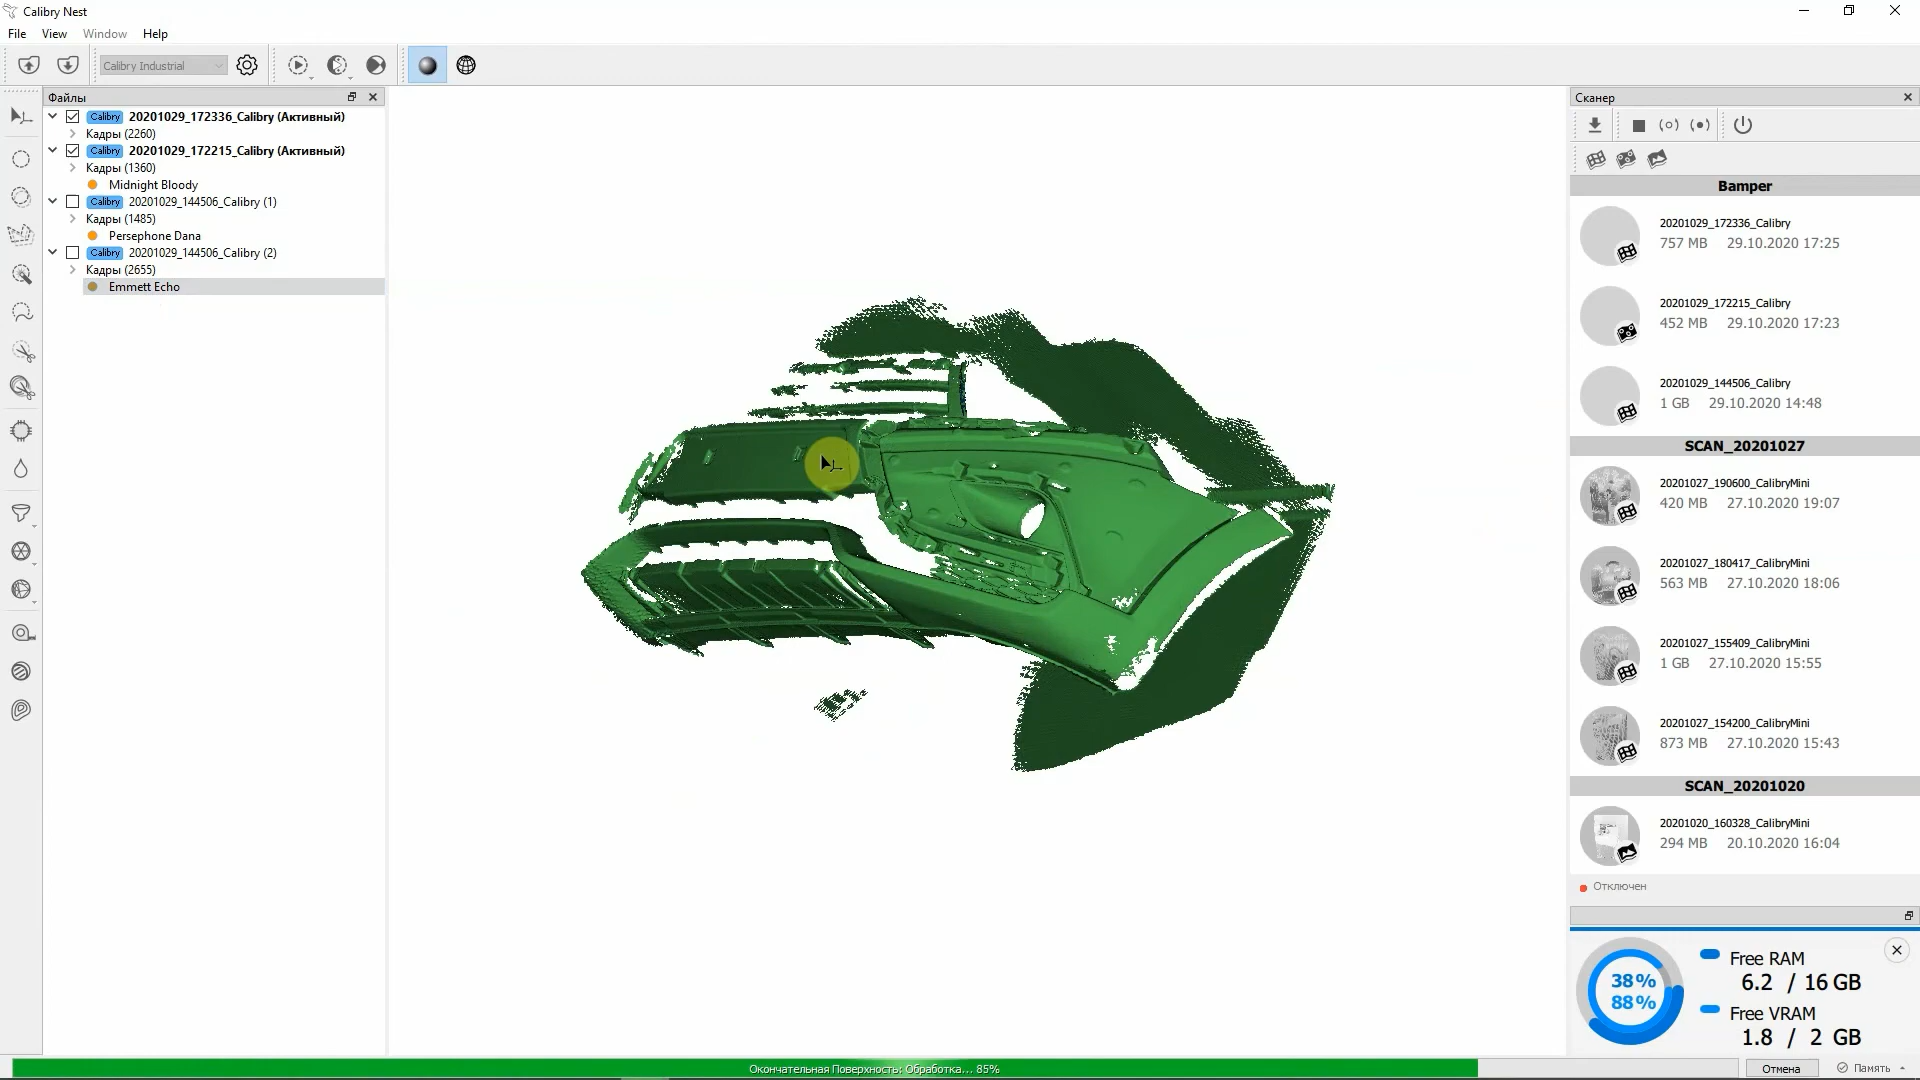 Calibry Nest
File View Window Help
Calibry Industrial
Файлы
Calibry 20201029_172336_Calibry (Активный)
Кадры (2260)
Calibry 20201029_172215_Calibry (Активный)
Кадры (1360)
Midnight Bloody
Calibry 20201029_144506_Calibry (1)
Кадры (1485)
Persephone Dana
Calibry 20201029_144506_Calibry (2)
Кадры (2655)
Emmett Echo
Сканер
Bamper
20201029_172336_Calibry
757 MB 29.10.2020 17:25
20201029_172215_Calibry
452 MB 29.10.2020 17:23
20201029_144506_Calibry
1 GB 29.10.2020 14:48
SCAN_20201027
20201027_190600_CalibryMini
420 MB 27.10.2020 19:07
20201027_180417_CalibryMini
563 MB 27.10.2020 18:06
20201027_155409_CalibryMini
1 GB 27.10.2020 15:55
20201027_154200_CalibryMini
873 MB 27.10.2020 15:43
SCAN_20201020
20201020_160328_CalibryMini
294 MB 20.10.2020 16:04
Отключен
38%
88%
Free RAM
6.2 / 16 GB
Free VRAM
1.8 / 2 GB
Окончательная Поверхность: Обработка... 85%
Отмена
Память